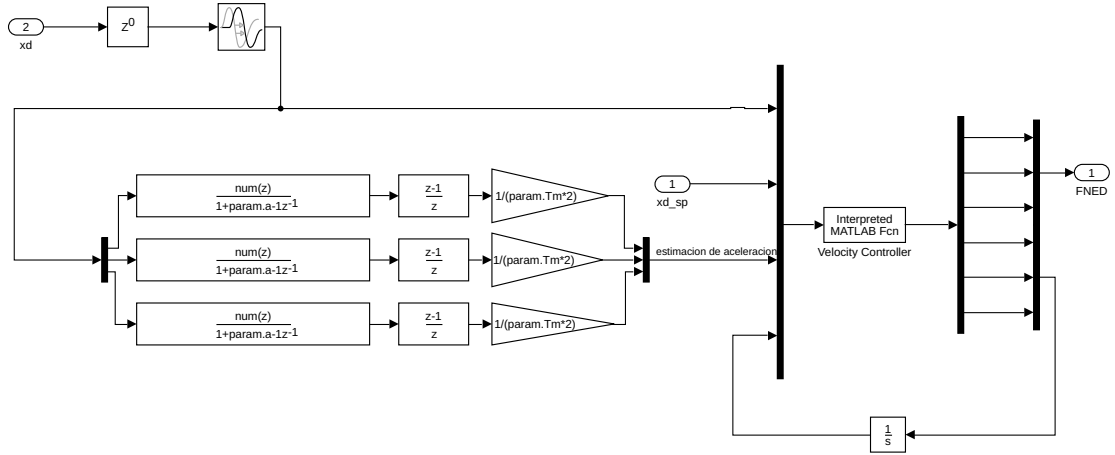 2
xd
Z0
1
xd_sp
num(z)
1+param.a-1z-1
z-1
z
1/(param.Tm*2)
num(z)
1+param.a-1z-1
z-1
z
1/(param.Tm*2)
num(z)
1+param.a-1z-1
z-1
z
1/(param.Tm*2)
estimacion de aceleracion
Interpreted
MATLAB Fcn
Velocity Controller
1
FNED
1
s